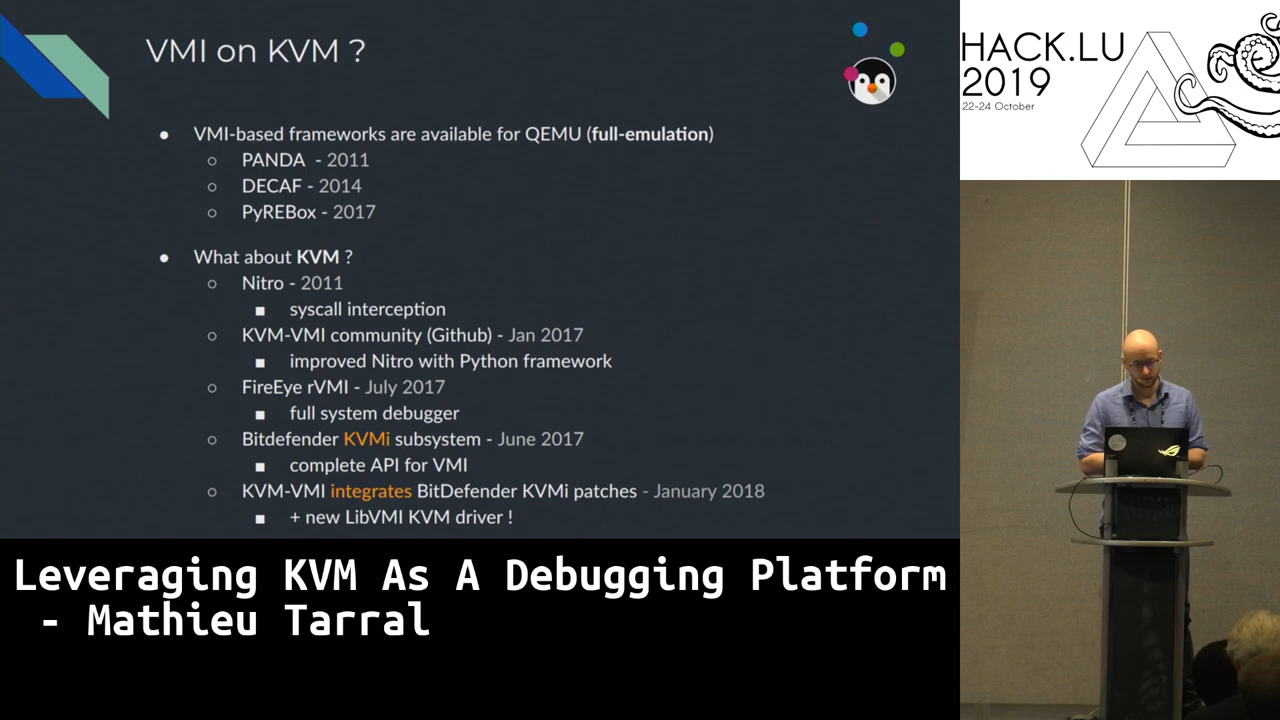 VMI on KVM ?
● VMI-based frameworks are available for QEMU (full-emulation)
○ PANDA - 2011
○ DECAF - 2014
○ PyREBox - 2017
● What about KVM ?
○ Nitro - 2011
■ syscall interception
○ KVM-VMI community (Github) - Jan 2017
■ improved Nitro with Python framework
○ FireEye rVMI - July 2017
■ full system debugger
○ Bitdefender KVMi subsystem - June 2017
■ complete API for VMI
○ KVM-VMI integrates BitDefender KVMi patches - January 2018
■ + new LibVMI KVM driver !
HACK.LU
2019
22-24 October
Leveraging KVM As A Debugging Platform
- Mathieu Tarral